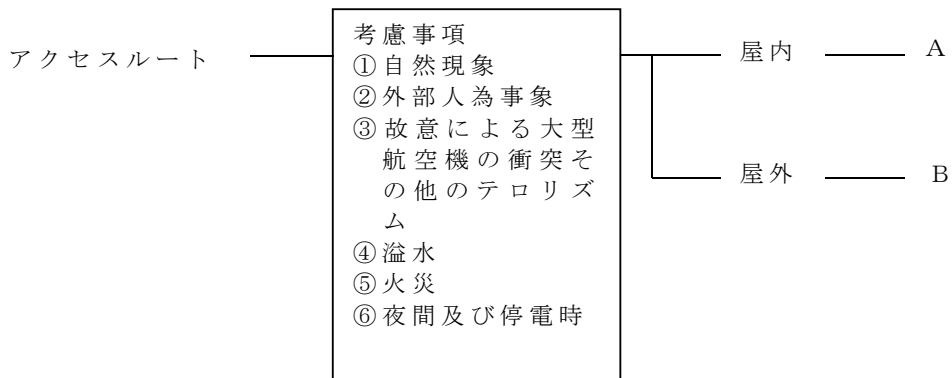 アクセスルート
考慮事項
①自然現象
②外部人為事象
③故意による大型
航空機の衝突そ
の他のテロリズ
ム
④溢水
⑤火災
⑥夜間及び停電時
屋内
A
屋外
B